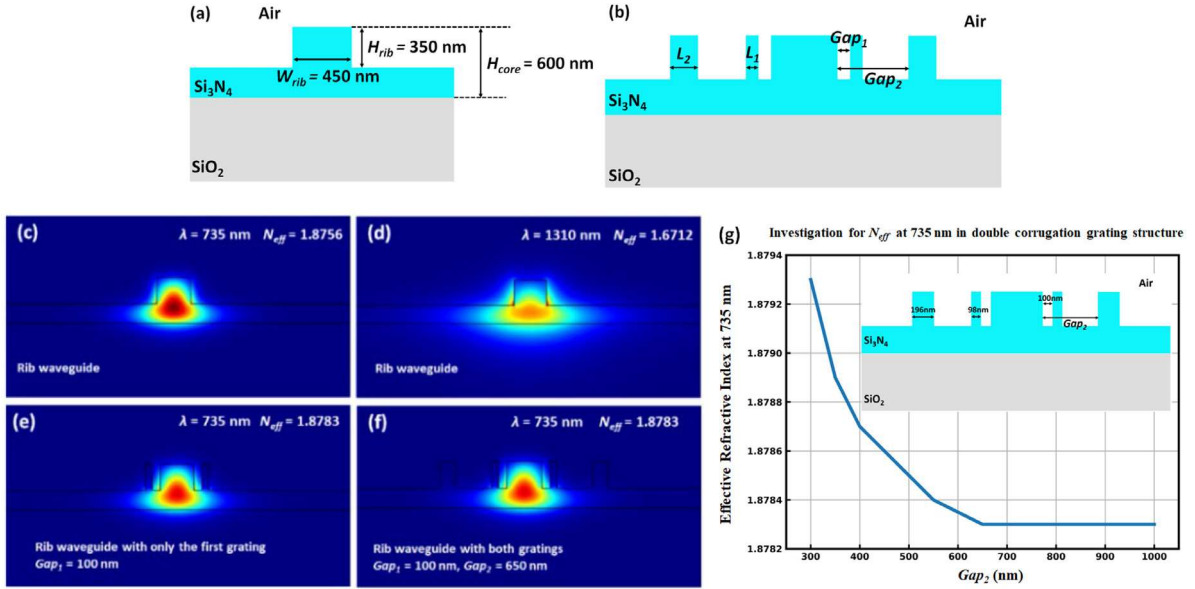 (a)
Air
H_rib = 350 nm
H_core = 600 nm
W_rib = 450 nm
Si₃N₄
SiO₂
(b)
Air
L₂
L₁
Gap₁
Gap₂
Si₃N₄
SiO₂
(c)
λ = 735 nm N_eff = 1.8756
Rib waveguide
(d)
λ = 1310 nm N_eff = 1.6712
Rib waveguide
(e)
λ = 735 nm N_eff = 1.8783
Rib waveguide with only the first grating
Gap₁ = 100 nm
(f)
λ = 735 nm N_eff = 1.8783
Rib waveguide with both gratings
Gap₁ = 100 nm, Gap₂ = 650 nm
(g)
Investigation for N_eff at 735 nm in double corrugation grating structure
Effective Refractive Index at 735 nm
1.8794
1.8792
1.8790
1.8788
1.8786
1.8784
1.8782
Air
196nm
98nm
100nm
Gap₂
Si₃N₄
SiO₂
300 400 500 600 700 800 900 1000
Gap₂ (nm)